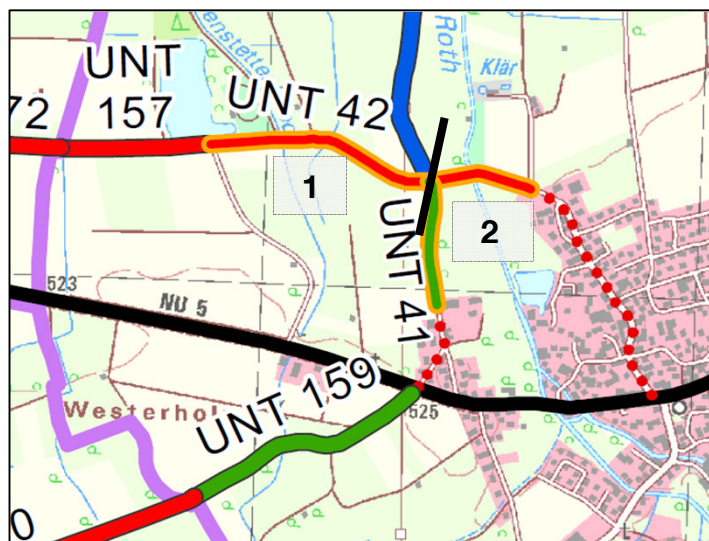 enstette
Roth
Klär
UNT
157
72
UNT 42
1
2
UNT 41
523
NU 5
UNT 159
Westerhol
525
0